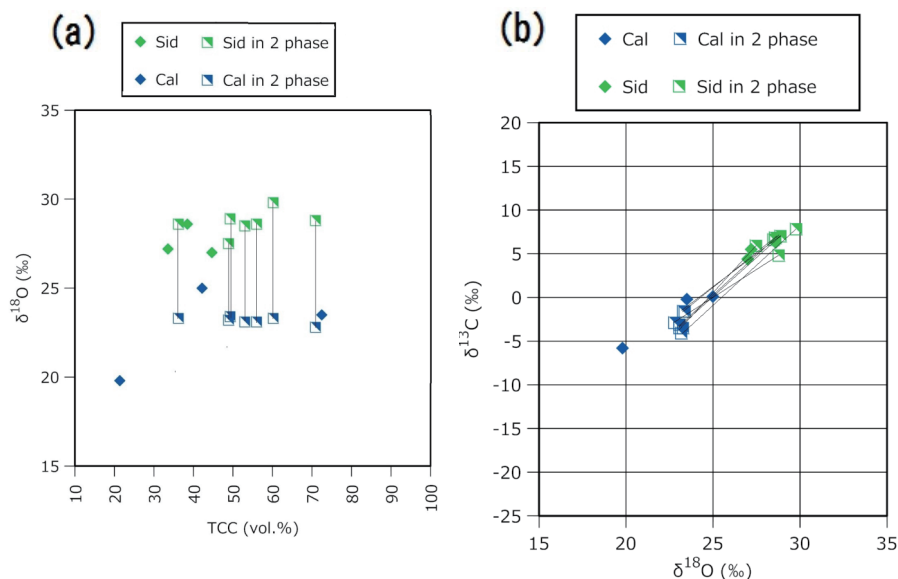 (a)
Sid
Sid in 2 phase
Cal
Cal in 2 phase
35
30
25
20
15
δ¹⁸O (‰)
10
20
30
40
50
60
70
80
90
100
TCC (vol.%)
(b)
Cal
Cal in 2 phase
Sid
Sid in 2 phase
20
15
10
5
0
-5
-10
-15
-20
-25
δ¹³C (‰)
15
20
25
30
35
δ¹⁸O (‰)